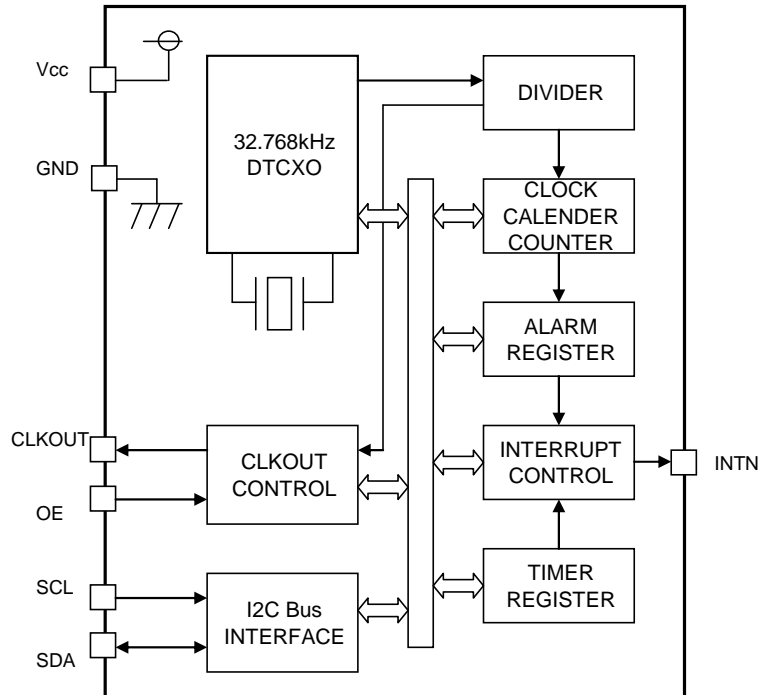 Vcc
GND
32.768kHz
DTCXO
DIVIDER
CLOCK
CALENDER
COUNTER
ALARM
REGISTER
CLKOUT
OE
CLKOUT
CONTROL
INTERRUPT
CONTROL
INTN
SCL
SDA
I2C Bus
INTERFACE
TIMER
REGISTER